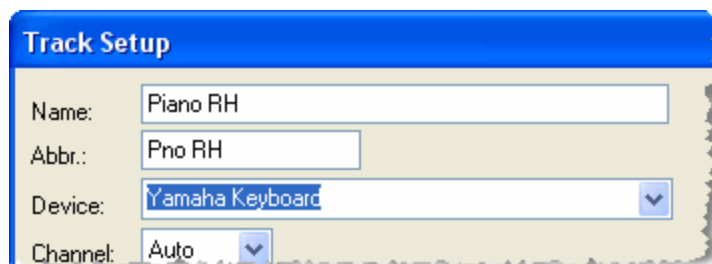 Track Setup
Name: Piano RH
Abbr.: Pno RH
Device: Yamaha Keyboard
Channel: Auto